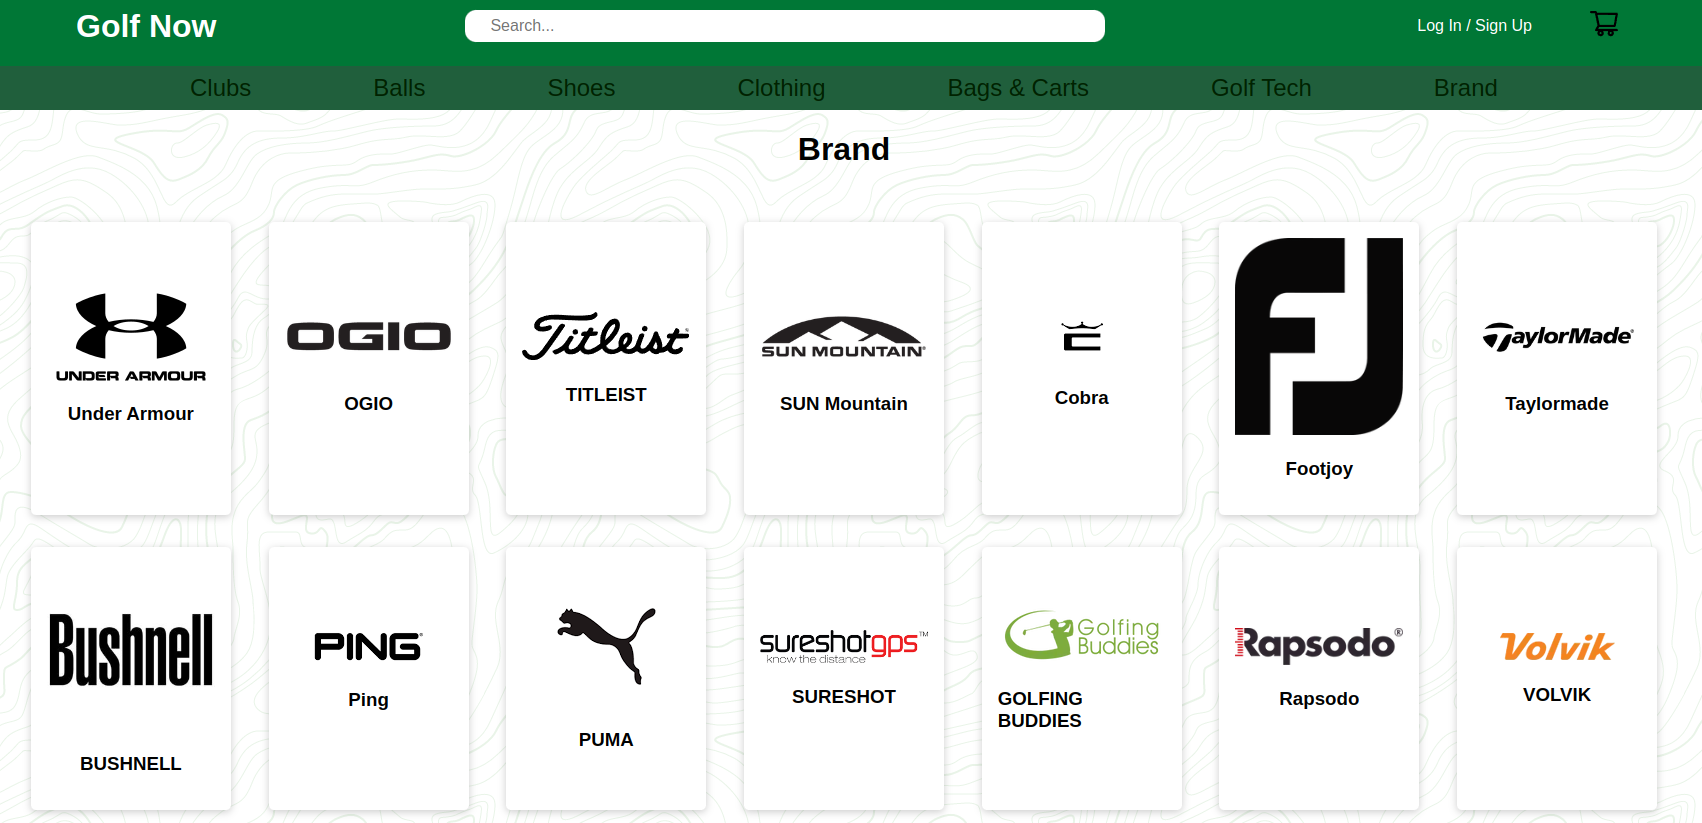 Golf Now
Search...
Log In / Sign Up
Clubs
Balls
Shoes
Clothing
Bags & Carts
Golf Tech
Brand
Brand
UNDER ARMOUR
Under Armour
OGIO
OGIO
Titleist®
TITLEIST
SUN MOUNTAIN®
SUN Mountain
C
Cobra
FJ
Footjoy
TaylorMade®
Taylormade
Bushnell
BUSHNELL
PING®
Ping
PUMA
sureshotgps™
know the distance
SURESHOT
Golfing
Buddies
GOLFING
BUDDIES
Rapsodo®
Rapsodo
Volvik
VOLVIK